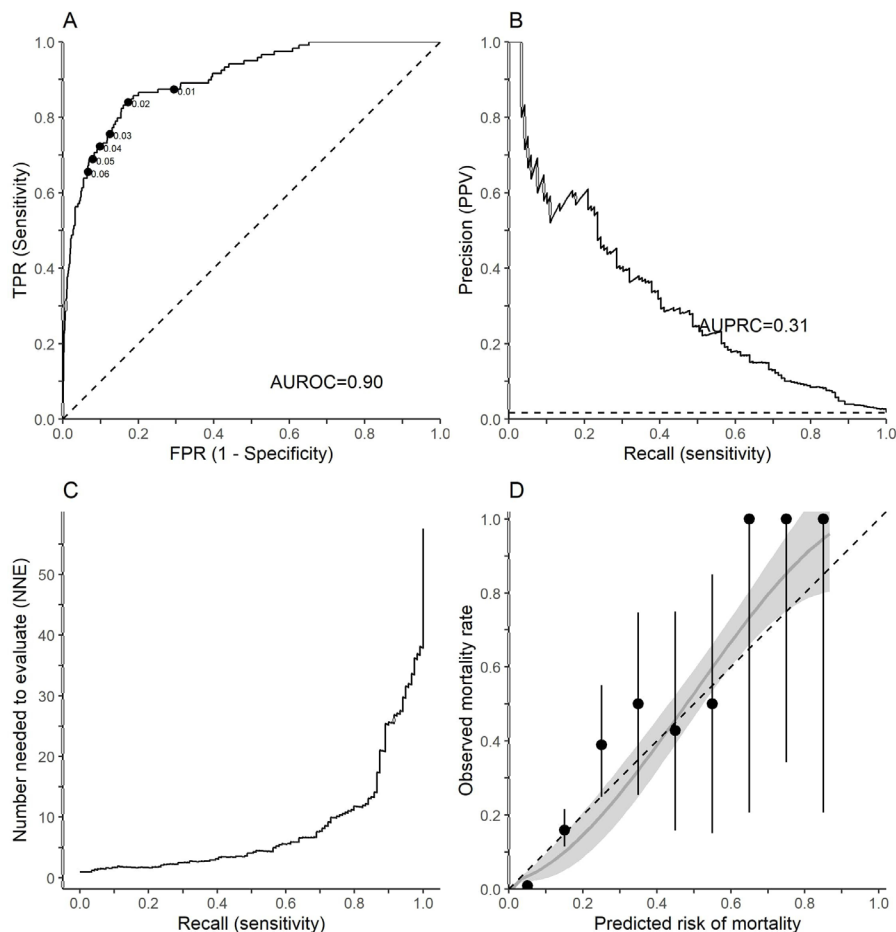 A
TPR (Sensitivity)
1.0
0.8
0.6
0.4
0.2
0.0
0.01
0.02
0.03
0.04
0.05
0.06
AUROC=0.90
0.0 0.2 0.4 0.6 0.8 1.0
FPR (1 - Specificity)
B
Precision (PPV)
1.0
0.8
0.6
0.4
0.2
0.0
AUPRC=0.31
0.0 0.2 0.4 0.6 0.8 1.0
Recall (sensitivity)
C
Number needed to evaluate (NNE)
50
40
30
20
10
0
0.0 0.2 0.4 0.6 0.8 1.0
Recall (sensitivity)
D
Observed mortality rate
1.0
0.8
0.6
0.4
0.2
0.0
0.0 0.2 0.4 0.6 0.8 1.0
Predicted risk of mortality